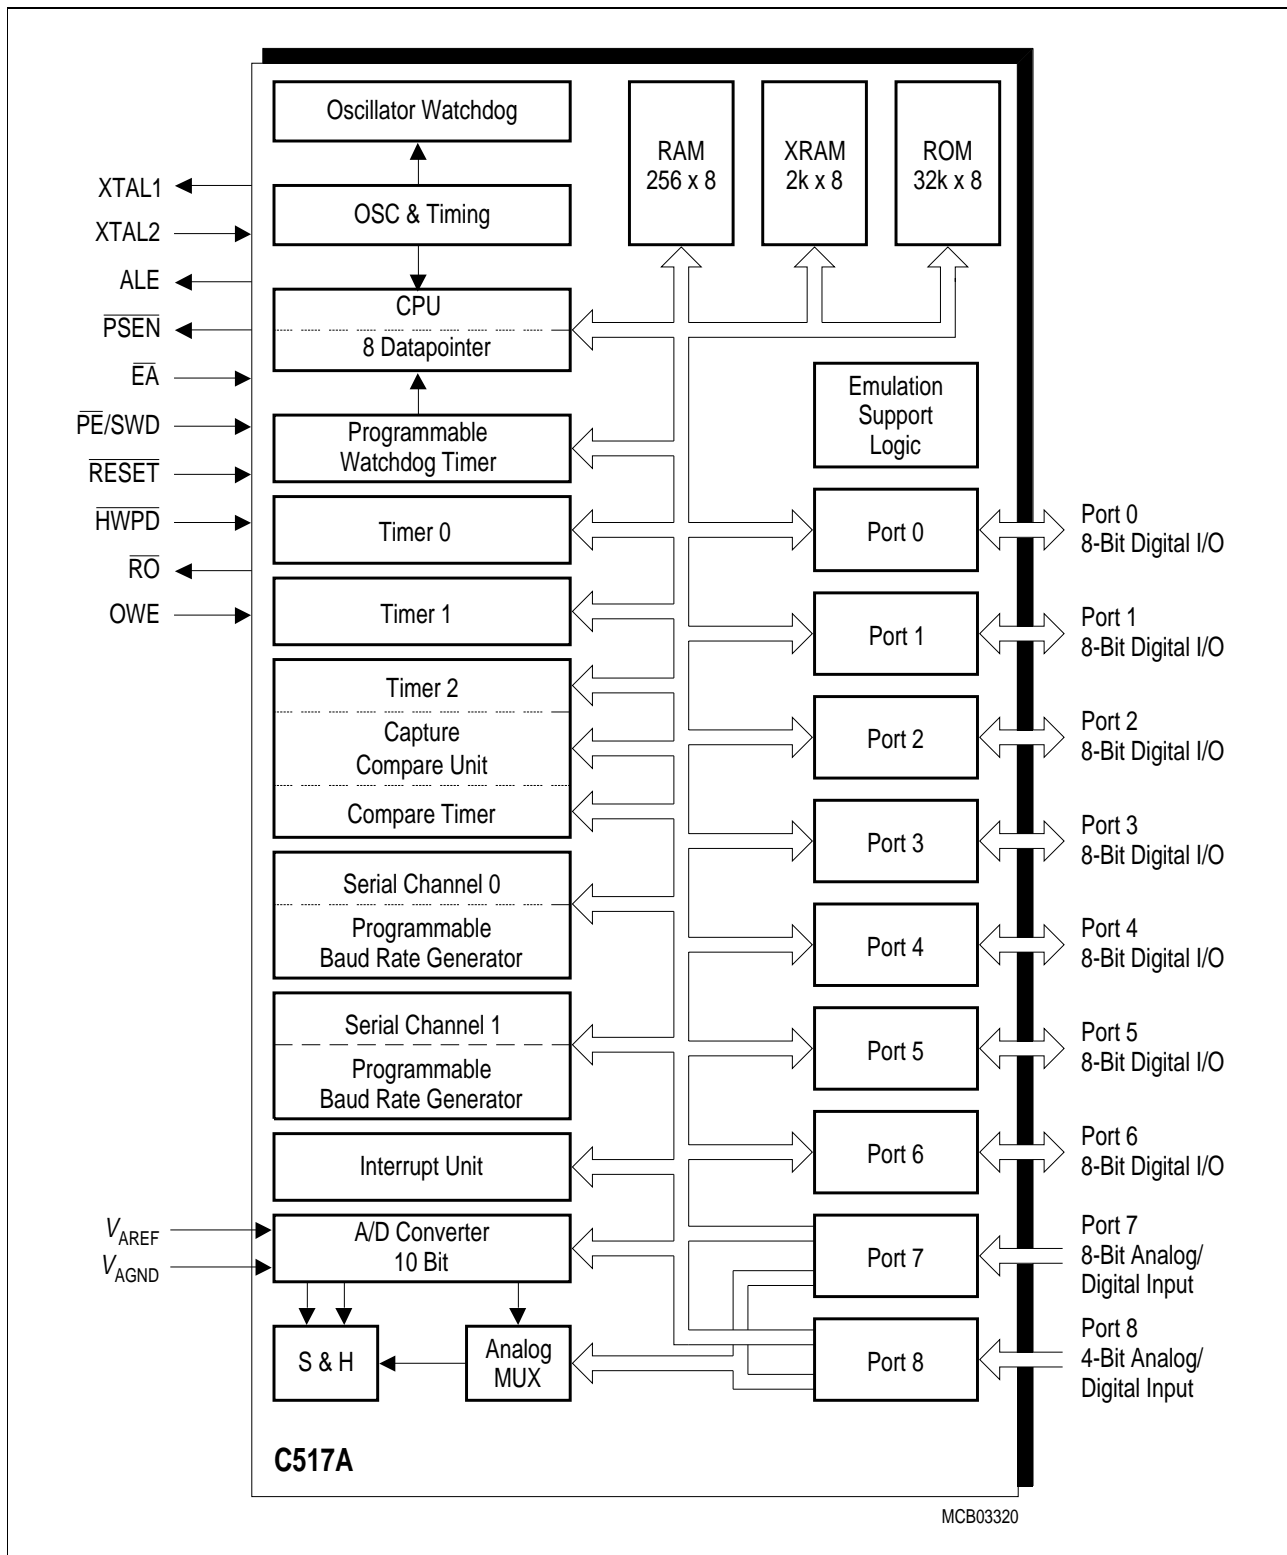 Oscillator Watchdog
OSC & Timing
CPU
8 Datapointer
Programmable
Watchdog Timer
Timer 0
Timer 1
Timer 2
Capture
Compare Unit
Compare Timer
Serial Channel 0
Programmable
Baud Rate Generator
Serial Channel 1
Programmable
Baud Rate Generator
Interrupt Unit
A/D Converter
10 Bit
S & H
Analog
MUX
RAM
256 x 8
XRAM
2k x 8
ROM
32k x 8
Emulation
Support
Logic
Port 0
Port 1
Port 2
Port 3
Port 4
Port 5
Port 6
Port 7
Port 8
XTAL1
XTAL2
ALE
PSEN
EA
PE/SWD
RESET
HWPD
RO
OWE
VAREF
VAGND
Port 0
8-Bit Digital I/O
Port 1
8-Bit Digital I/O
Port 2
8-Bit Digital I/O
Port 3
8-Bit Digital I/O
Port 4
8-Bit Digital I/O
Port 5
8-Bit Digital I/O
Port 6
8-Bit Digital I/O
Port 7
8-Bit Analog/
Digital Input
Port 8
4-Bit Analog/
Digital Input
C517A
MCB03320